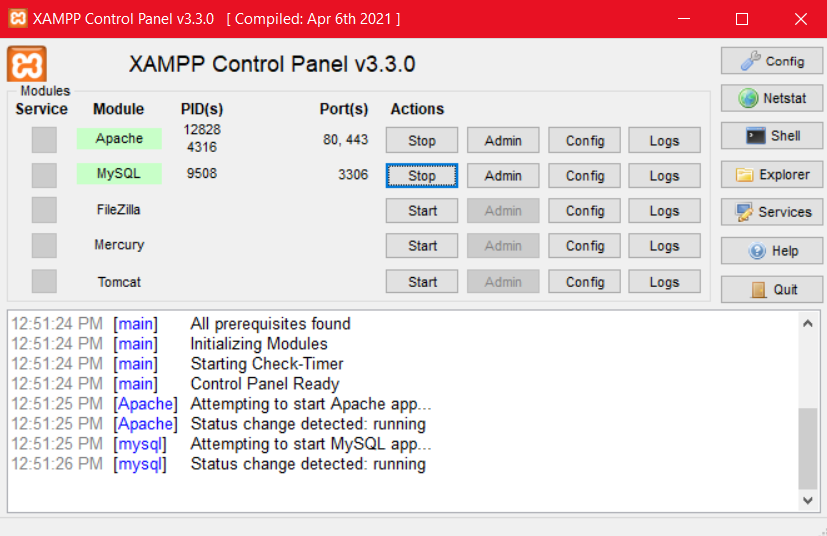 XAMPP Control Panel v3.3.0 [ Compiled: Apr 6th 2021 ]
XAMPP Control Panel v3.3.0
Config
Modules
Service Module PID(s) Port(s) Actions
Netstat
Apache 12828 4316 80, 443 Stop Admin Config Logs
Shell
MySQL 9508 3306 Stop Admin Config Logs
Explorer
FileZilla Start Admin Config Logs
Services
Mercury Start Admin Config Logs
Help
Tomcat Start Admin Config Logs
Quit
12:51:24 PM [main] All prerequisites found
12:51:24 PM [main] Initializing Modules
12:51:24 PM [main] Starting Check-Timer
12:51:24 PM [main] Control Panel Ready
12:51:25 PM [Apache] Attempting to start Apache app...
12:51:25 PM [Apache] Status change detected: running
12:51:25 PM [mysql] Attempting to start MySQL app...
12:51:26 PM [mysql] Status change detected: running